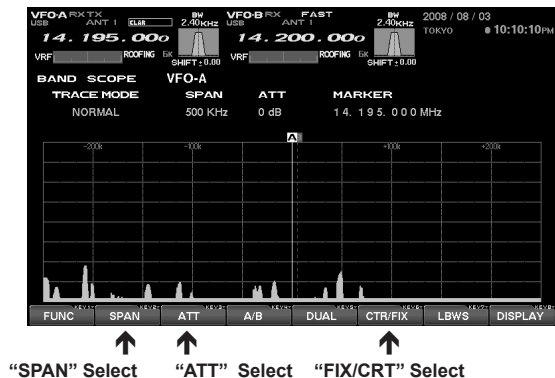 VFO-A RX TX
USB ANT 1 CLAR
BW
2.40KHz
14. 195. 000
VRF ROOFING 6K
SHIFT±0.00
VFO-B RX FAST
USB ANT 1
BW
2.40KHz
14. 200. 000
VRF ROOFING 6K
SHIFT±0.00
2008 / 08 / 03
TOKYO 10:10:10PM
BAND SCOPE VFO-A
TRACE MODE SPAN ATT MARKER
NORMAL 500 KHz 0 dB 14. 195. 000 MHz
A
-200k -100k +100k +200k
FUNC SPAN ATT A/B DUAL CTR/FIX LBWS DISPLAY
“SPAN” Select “ATT” Select “FIX/CRT” Select